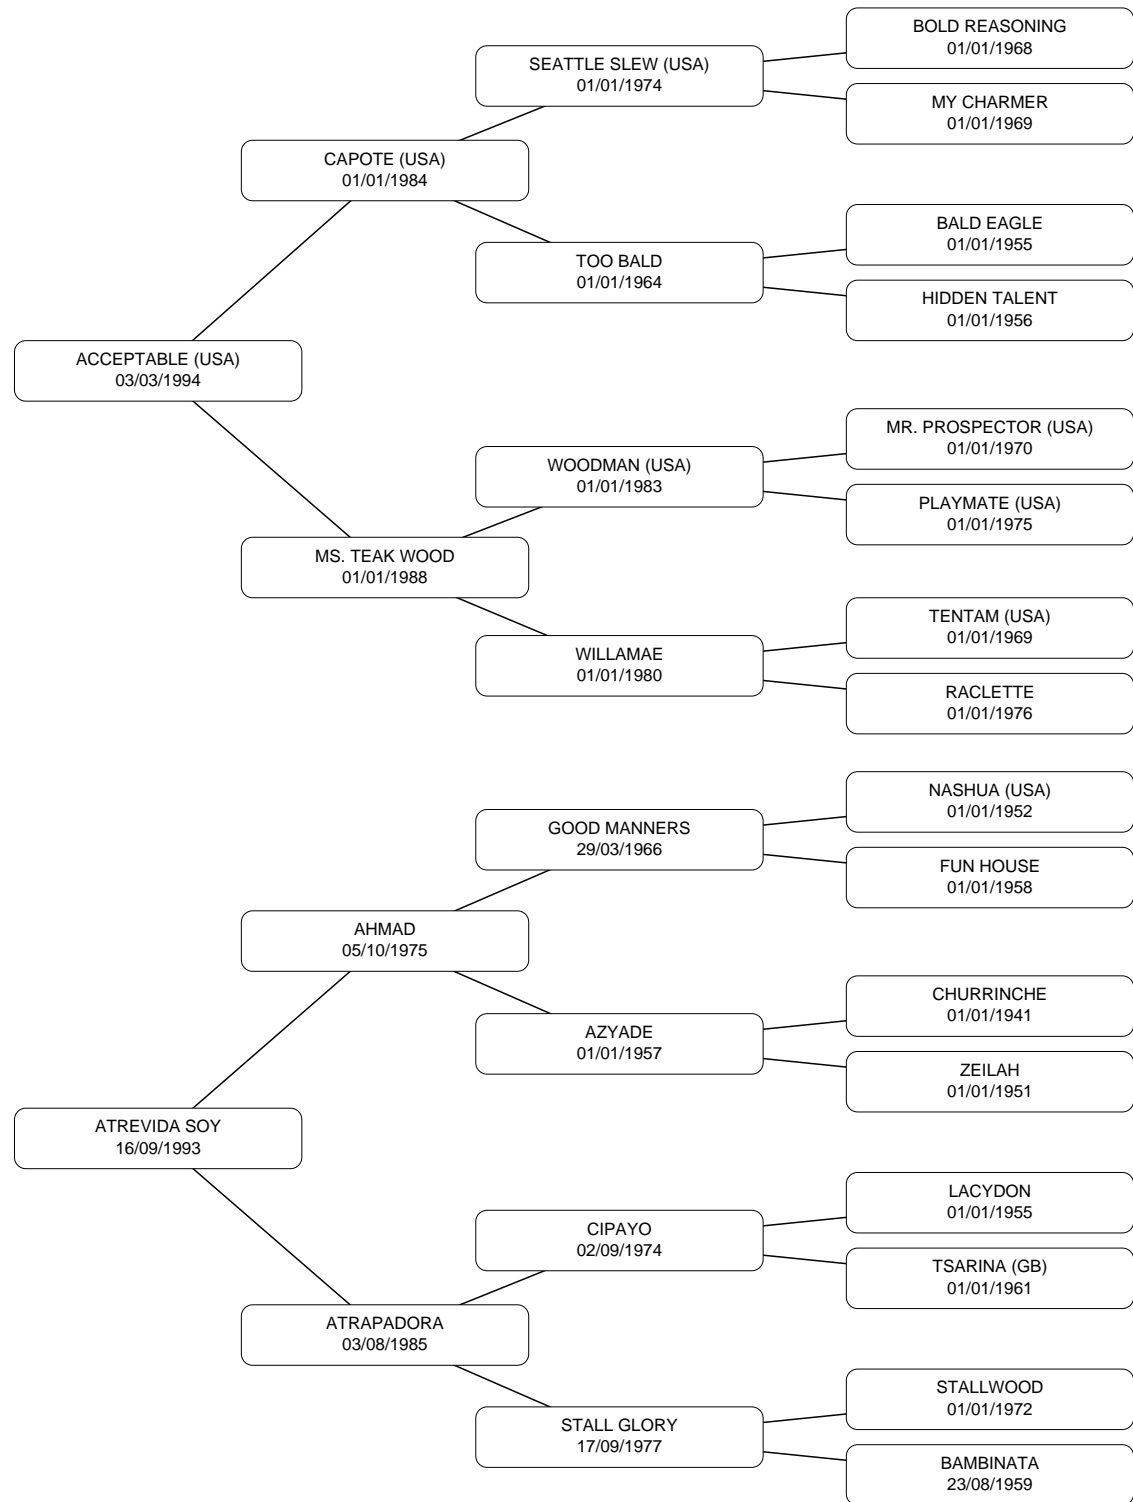 BOLD REASONING
01/01/1968
SEATTLE SLEW (USA)
01/01/1974
MY CHARMER
01/01/1969
CAPOTE (USA)
01/01/1984
BALD EAGLE
01/01/1955
TOO BALD
01/01/1964
HIDDEN TALENT
01/01/1956
ACCEPTABLE (USA)
03/03/1994
MR. PROSPECTOR (USA)
01/01/1970
WOODMAN (USA)
01/01/1983
PLAYMATE (USA)
01/01/1975
MS. TEAK WOOD
01/01/1988
TENTAM (USA)
01/01/1969
WILLAMAE
01/01/1980
RACLETTE
01/01/1976
NASHUA (USA)
01/01/1952
GOOD MANNERS
29/03/1966
FUN HOUSE
01/01/1958
AHMAD
05/10/1975
CHURRINCHE
01/01/1941
AZYADE
01/01/1957
ZEILAH
01/01/1951
ATREVIDA SOY
16/09/1993
LACYDON
01/01/1955
CIPAYO
02/09/1974
TSARINA (GB)
01/01/1961
ATRAPADORA
03/08/1985
STALLWOOD
01/01/1972
STALL GLORY
17/09/1977
BAMBINATA
23/08/1959